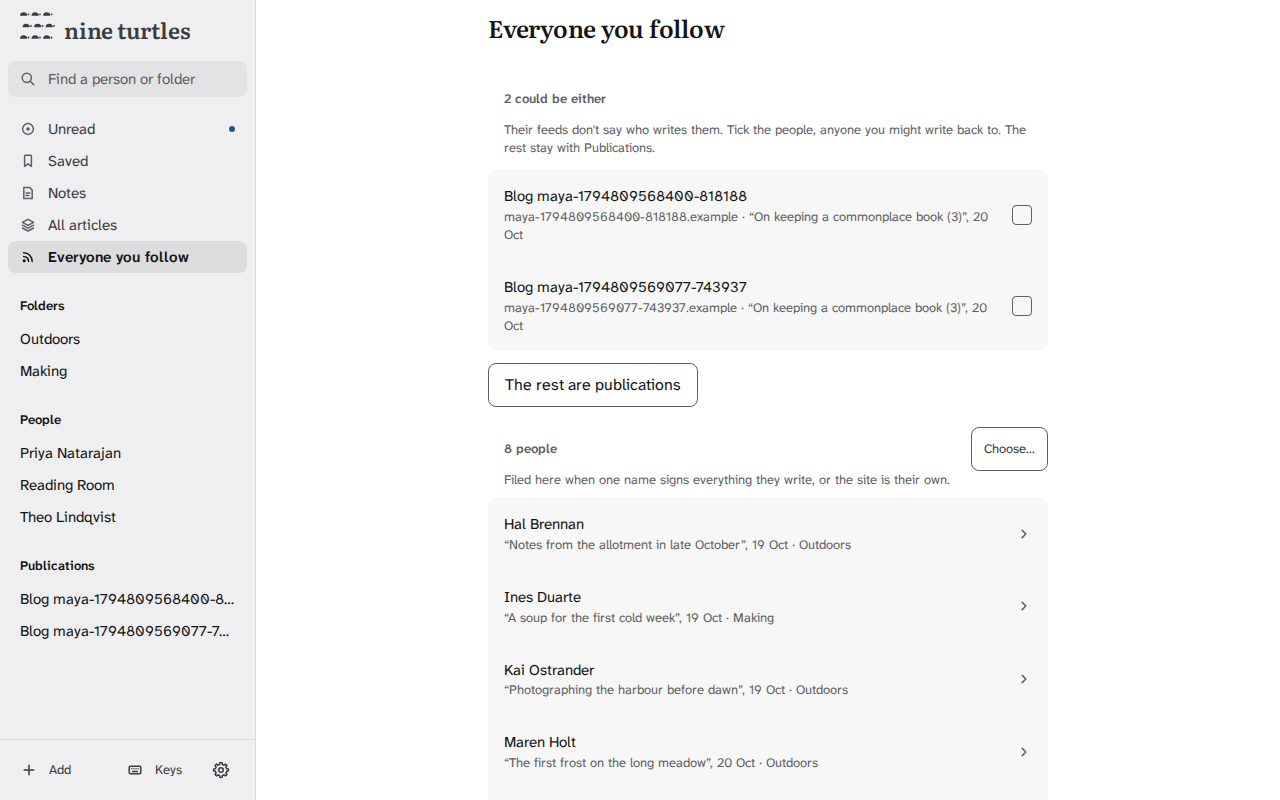 nine turtles
Find a person or folder
Unread
Saved
Notes
All articles
Everyone you follow
Folders
Outdoors
Making
People
Priya Natarajan
Reading Room
Theo Lindqvist
Publications
Blog maya-1794809568400-8...
Blog maya-1794809569077-7...
Add
Keys
Everyone you follow
2 could be either
Their feeds don't say who writes them. Tick the people, anyone you might write back to. The
rest stay with Publications.
Blog maya-1794809568400-818188
maya-1794809568400-818188.example · “On keeping a commonplace book (3)”, 20
Oct
Blog maya-1794809569077-743937
maya-1794809569077-743937.example · “On keeping a commonplace book (3)”, 20
Oct
The rest are publications
8 people
Choose...
Filed here when one name signs everything they write, or the site is their own.
Hal Brennan
“Notes from the allotment in late October”, 19 Oct · Outdoors
Ines Duarte
“A soup for the first cold week”, 19 Oct · Making
Kai Ostrander
“Photographing the harbour before dawn”, 19 Oct · Outdoors
Maren Holt
“The first frost on the long meadow”, 20 Oct · Outdoors